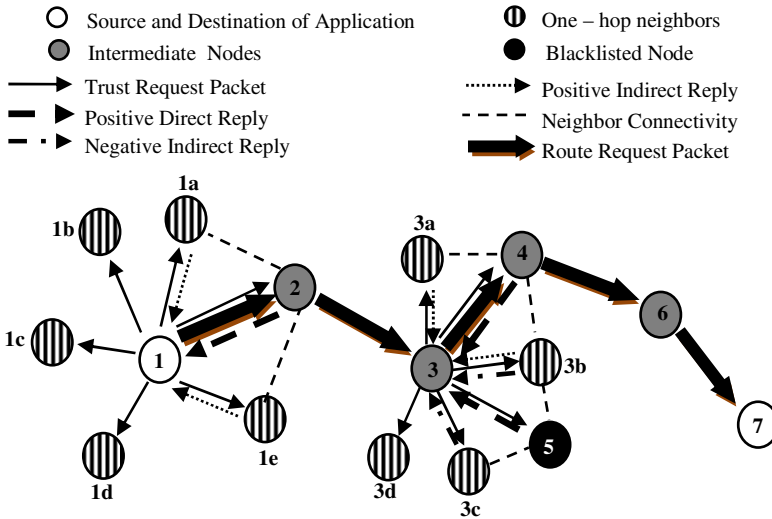 Source and Destination of Application
One – hop neighbors
Intermediate Nodes
Blacklisted Node
Trust Request Packet
Positive Indirect Reply
Positive Direct Reply
Neighbor Connectivity
Negative Indirect Reply
Route Request Packet
1a
1b
3a
4
2
6
1c
1
3
3b
7
5
1e
1d
3d
3c